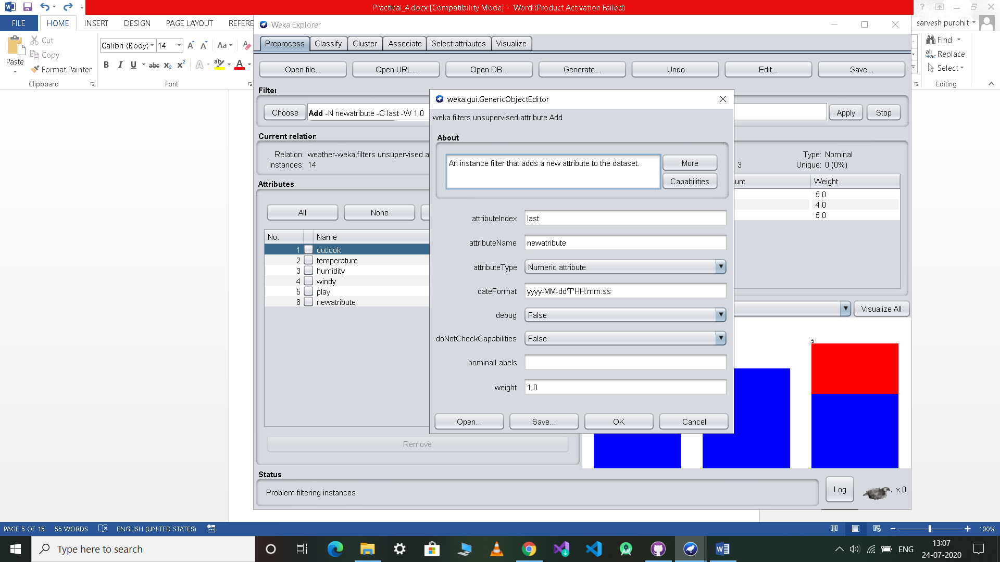 Practical_4.docx [Compatibility Mode] - Word (Product Activation Failed)
FILE HOME INSERT DESIGN PAGE LAYOUT REFERE
sarvesh purohit
Paste
Cut
Copy
Format Painter
Clipboard
Calibri (Body) 14
Font
Find
Replace
Select
Editing
Weka Explorer
Preprocess Classify Cluster Associate Select attributes Visualize
Open file... Open URL... Open DB... Generate... Undo Edit... Save...
Filter
Choose Add -N newatribute -C last -W 1.0 Apply Stop
Current relation
Relation: weather-weka.filters.unsupervised.a
Instances: 14
Attributes
All None
No. Name
1 outlook
2 temperature
3 humidity
4 windy
5 play
6 newatribute
Remove
Type: Nominal
3 Unique: 0 (0%)
unt Weight
5.0
4.0
5.0
Visualize All
5
weka.gui.GenericObjectEditor
weka.filters.unsupervised.attribute.Add
About
An instance filter that adds a new attribute to the dataset.
More
Capabilities
attributeIndex last
attributeName newatribute
attributeType Numeric attribute
dateFormat yyyy-MM-dd'T'HH:mm:ss
debug False
doNotCheckCapabilities False
nominalLabels
weight 1.0
Open... Save... OK Cancel
Status
Problem filtering instances
Log x 0
PAGE 5 OF 15 55 WORDS ENGLISH (UNITED STATES) 100%
Type here to search
ENG
13:07
24-07-2020